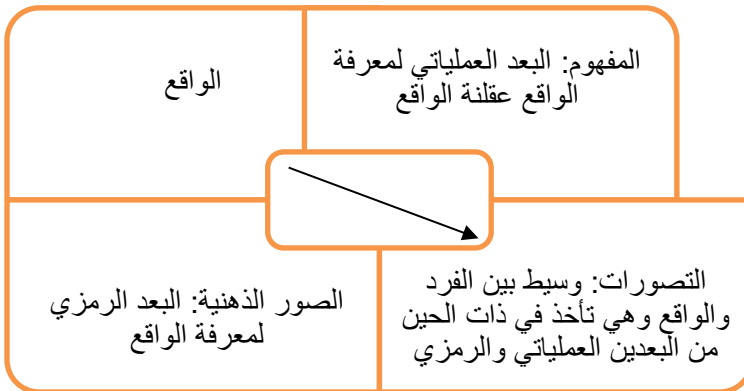 الواقع
المفهوم: البعد العملياتي لمعرفة
الواقع عقلنة الواقع
التصورات: وسيط بين الفرد
والواقع وهي تأخذ في ذات الحين
من البعدين العملياتي والرمزي
الصور الذهنية: البعد الرمزي
لمعرفة الواقع